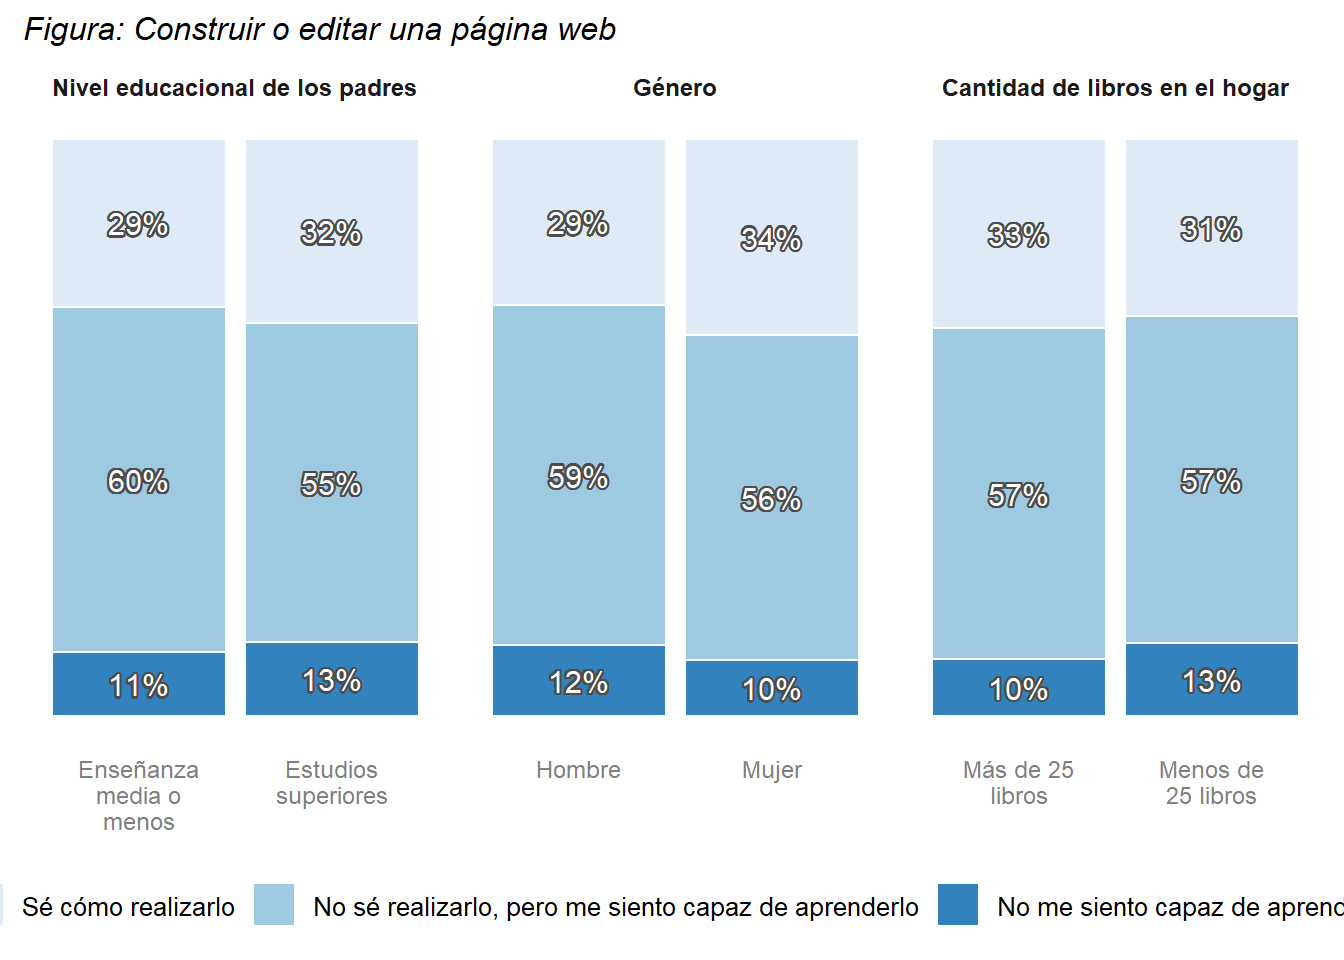 Figura: Construir o editar una página web
Nivel educacional de los padres
Género
Cantidad de libros en el hogar
29%
32%
29%
34%
33%
31%
60%
55%
59%
56%
57%
57%
11%
13%
12%
10%
10%
13%
Enseñanza
media o
menos
Estudios
superiores
Hombre
Mujer
Más de 25
libros
Menos de
25 libros
Sé cómo realizarlo
No sé realizarlo, pero me siento capaz de aprenderlo
No me siento capaz de aprend